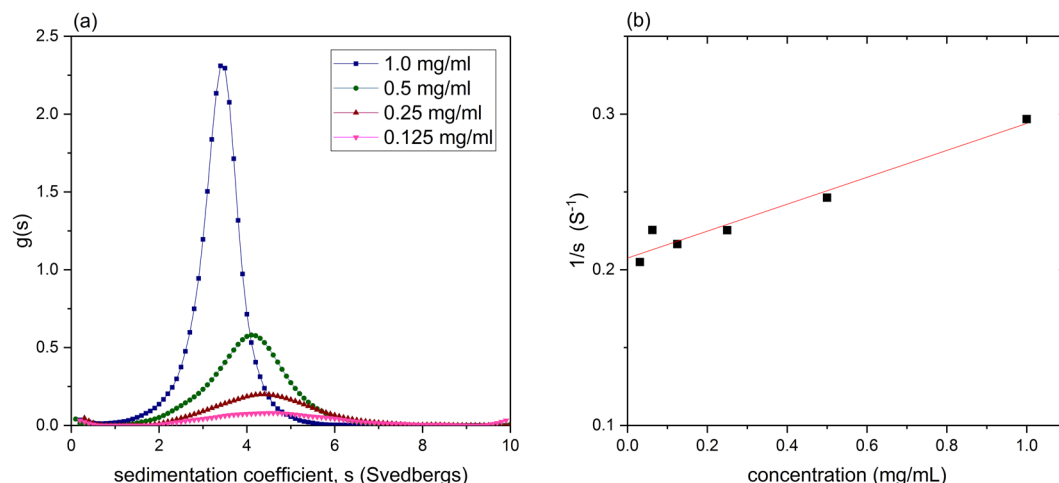 (a)
2.5
2.0
1.5
1.0
0.5
0.0
g(s)
1.0 mg/ml
0.5 mg/ml
0.25 mg/ml
0.125 mg/ml
0 2 4 6 8 10
sedimentation coefficient, s (Svedbergs)
(b)
0.3
0.2
0.1
1/s (S⁻¹)
0.0 0.2 0.4 0.6 0.8 1.0
concentration (mg/mL)